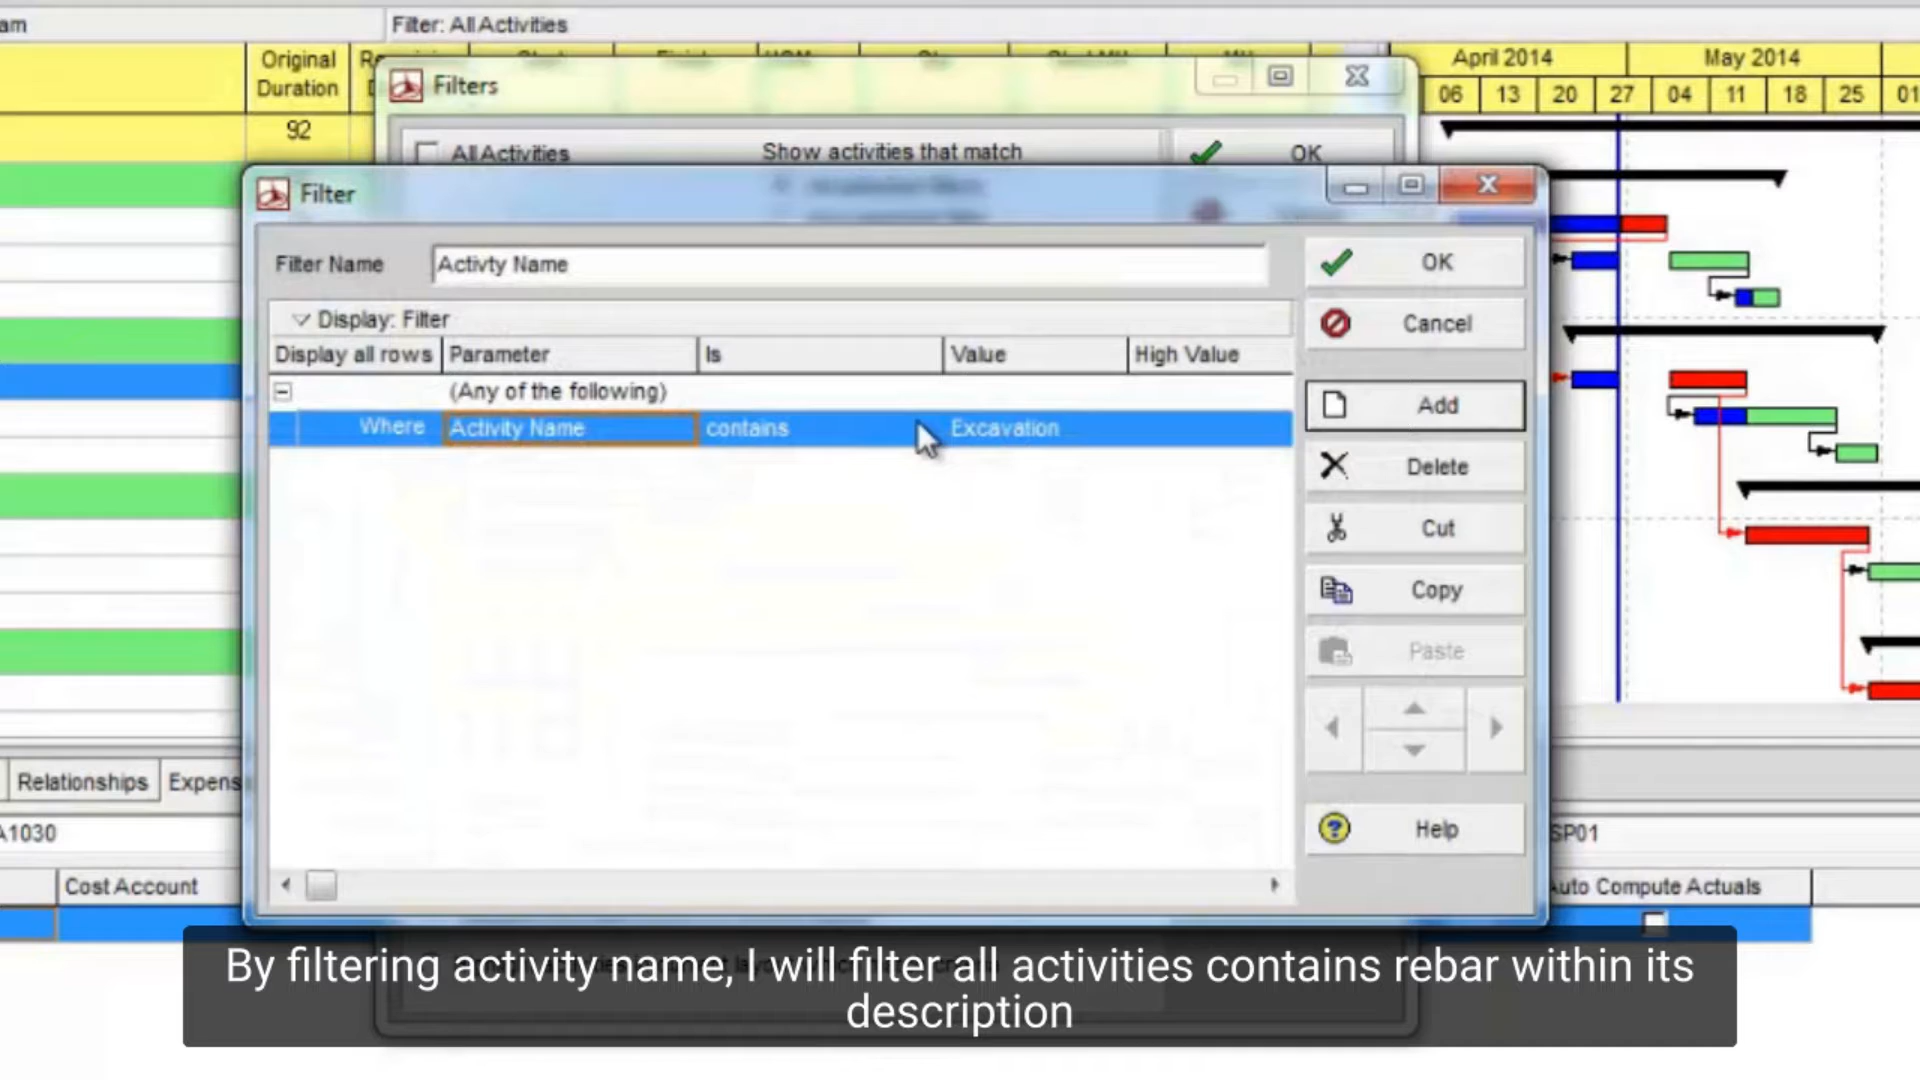 am
Filter: All Activities
Original
Duration
92
April 2014
May 2014
06 13 20 27 04 11 18 25 01
Filters
All Activities
Show activities that match
OK
Filter
Filter Name
Activty Name
Display: Filter
Display all rows Parameter Is Value High Value
(Any of the following)
Where Activity Name contains Excavation
OK
Cancel
Add
Delete
Cut
Copy
Paste
Help
Relationships Expens
A1030
SP01
Cost Account
Auto Compute Actuals
By filtering activity name, I will filter all activities contains rebar within its
description